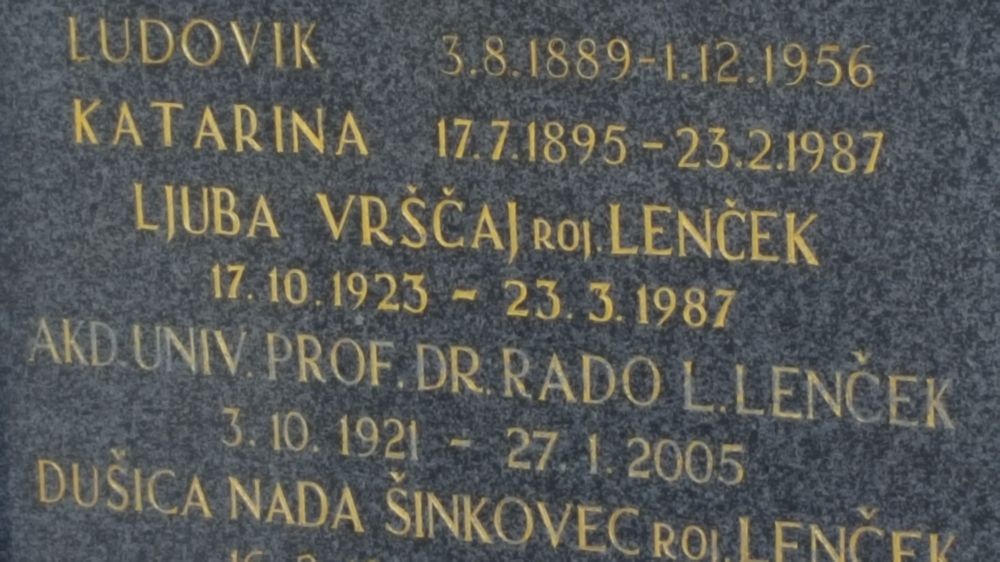 LUDOVIK 3.8.1889-1.12.1956
KATARINA 17.7.1895-23.2.1987
LJUBA VRŠČAJ ROJ. LENČEK
17.10.1923 - 23.3.1987
AKD. UNIV. PROF. DR. RADO L. LENČEK
3.10.1921 - 27.1.2005
DUŠICA NADA ŠINKOVEC ROJ. LENČEK